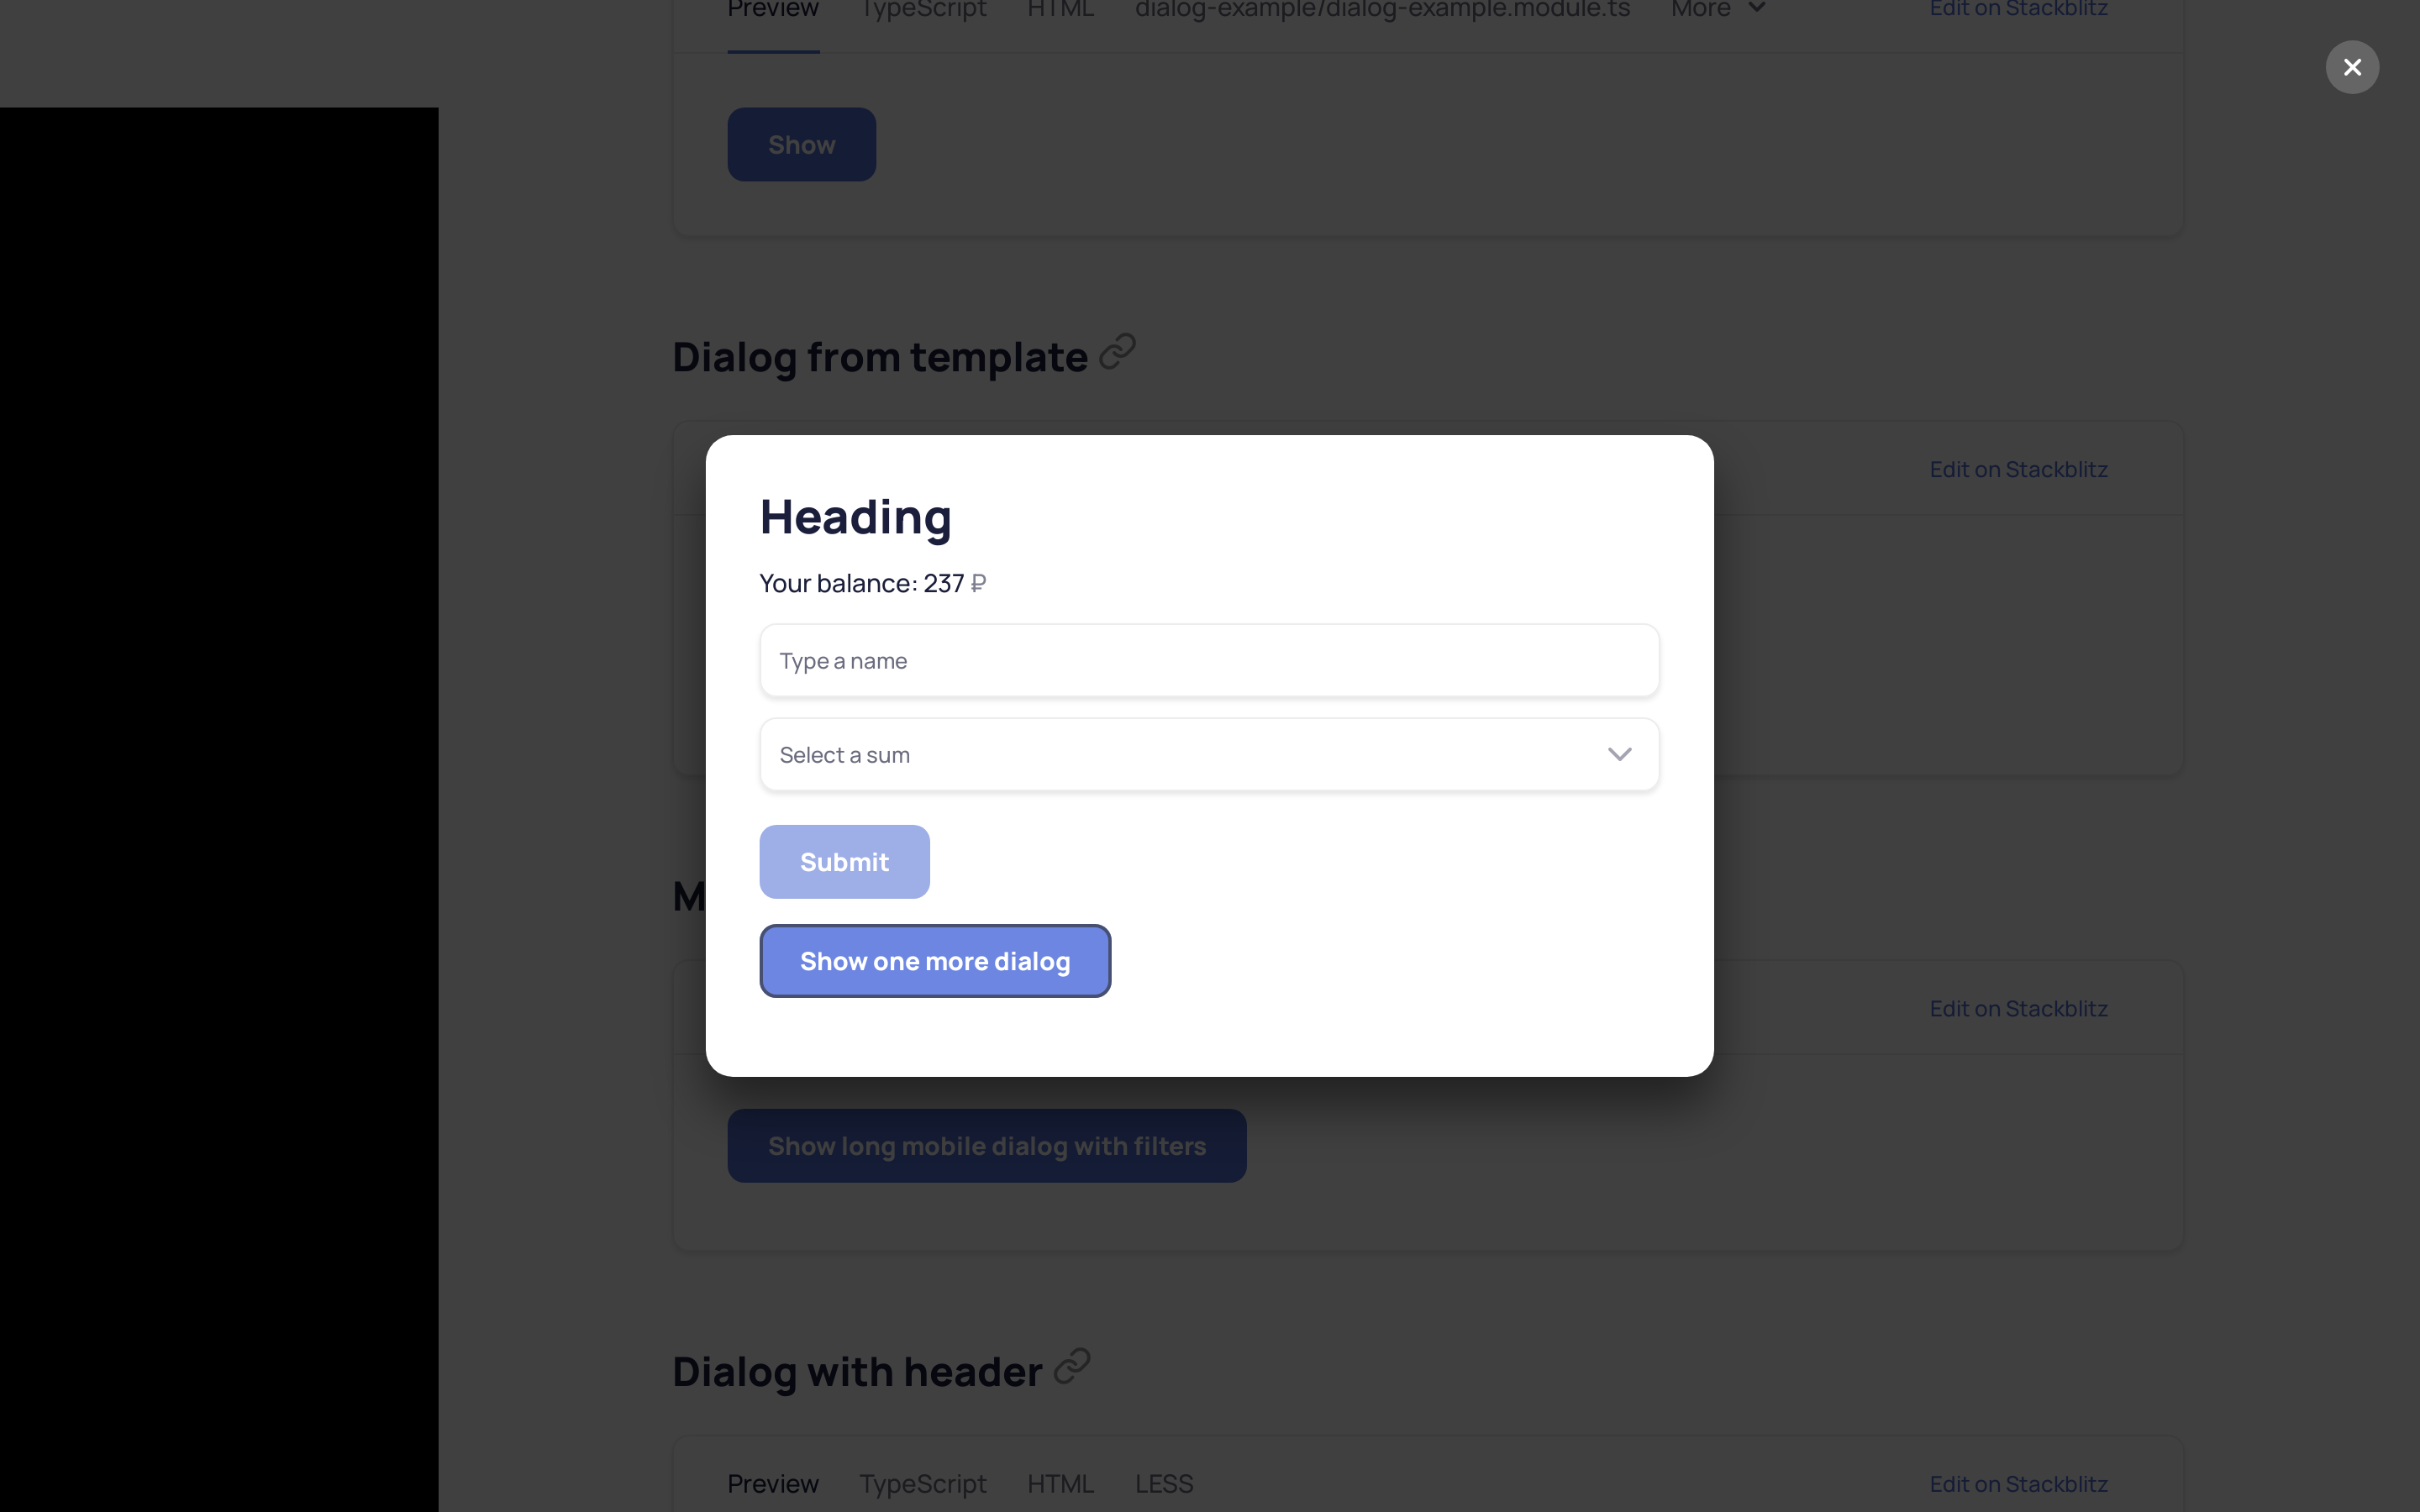 Preview TypeScript HTML dialog-example/dialog-example.module.ts More Edit on Stackblitz
Show
Dialog from template
Edit on Stackblitz
Heading
Your balance: 237 ₽
Type a name
Select a sum
Submit
Show one more dialog
Edit on Stackblitz
Show long mobile dialog with filters
Dialog with header
Preview TypeScript HTML LESS Edit on Stackblitz